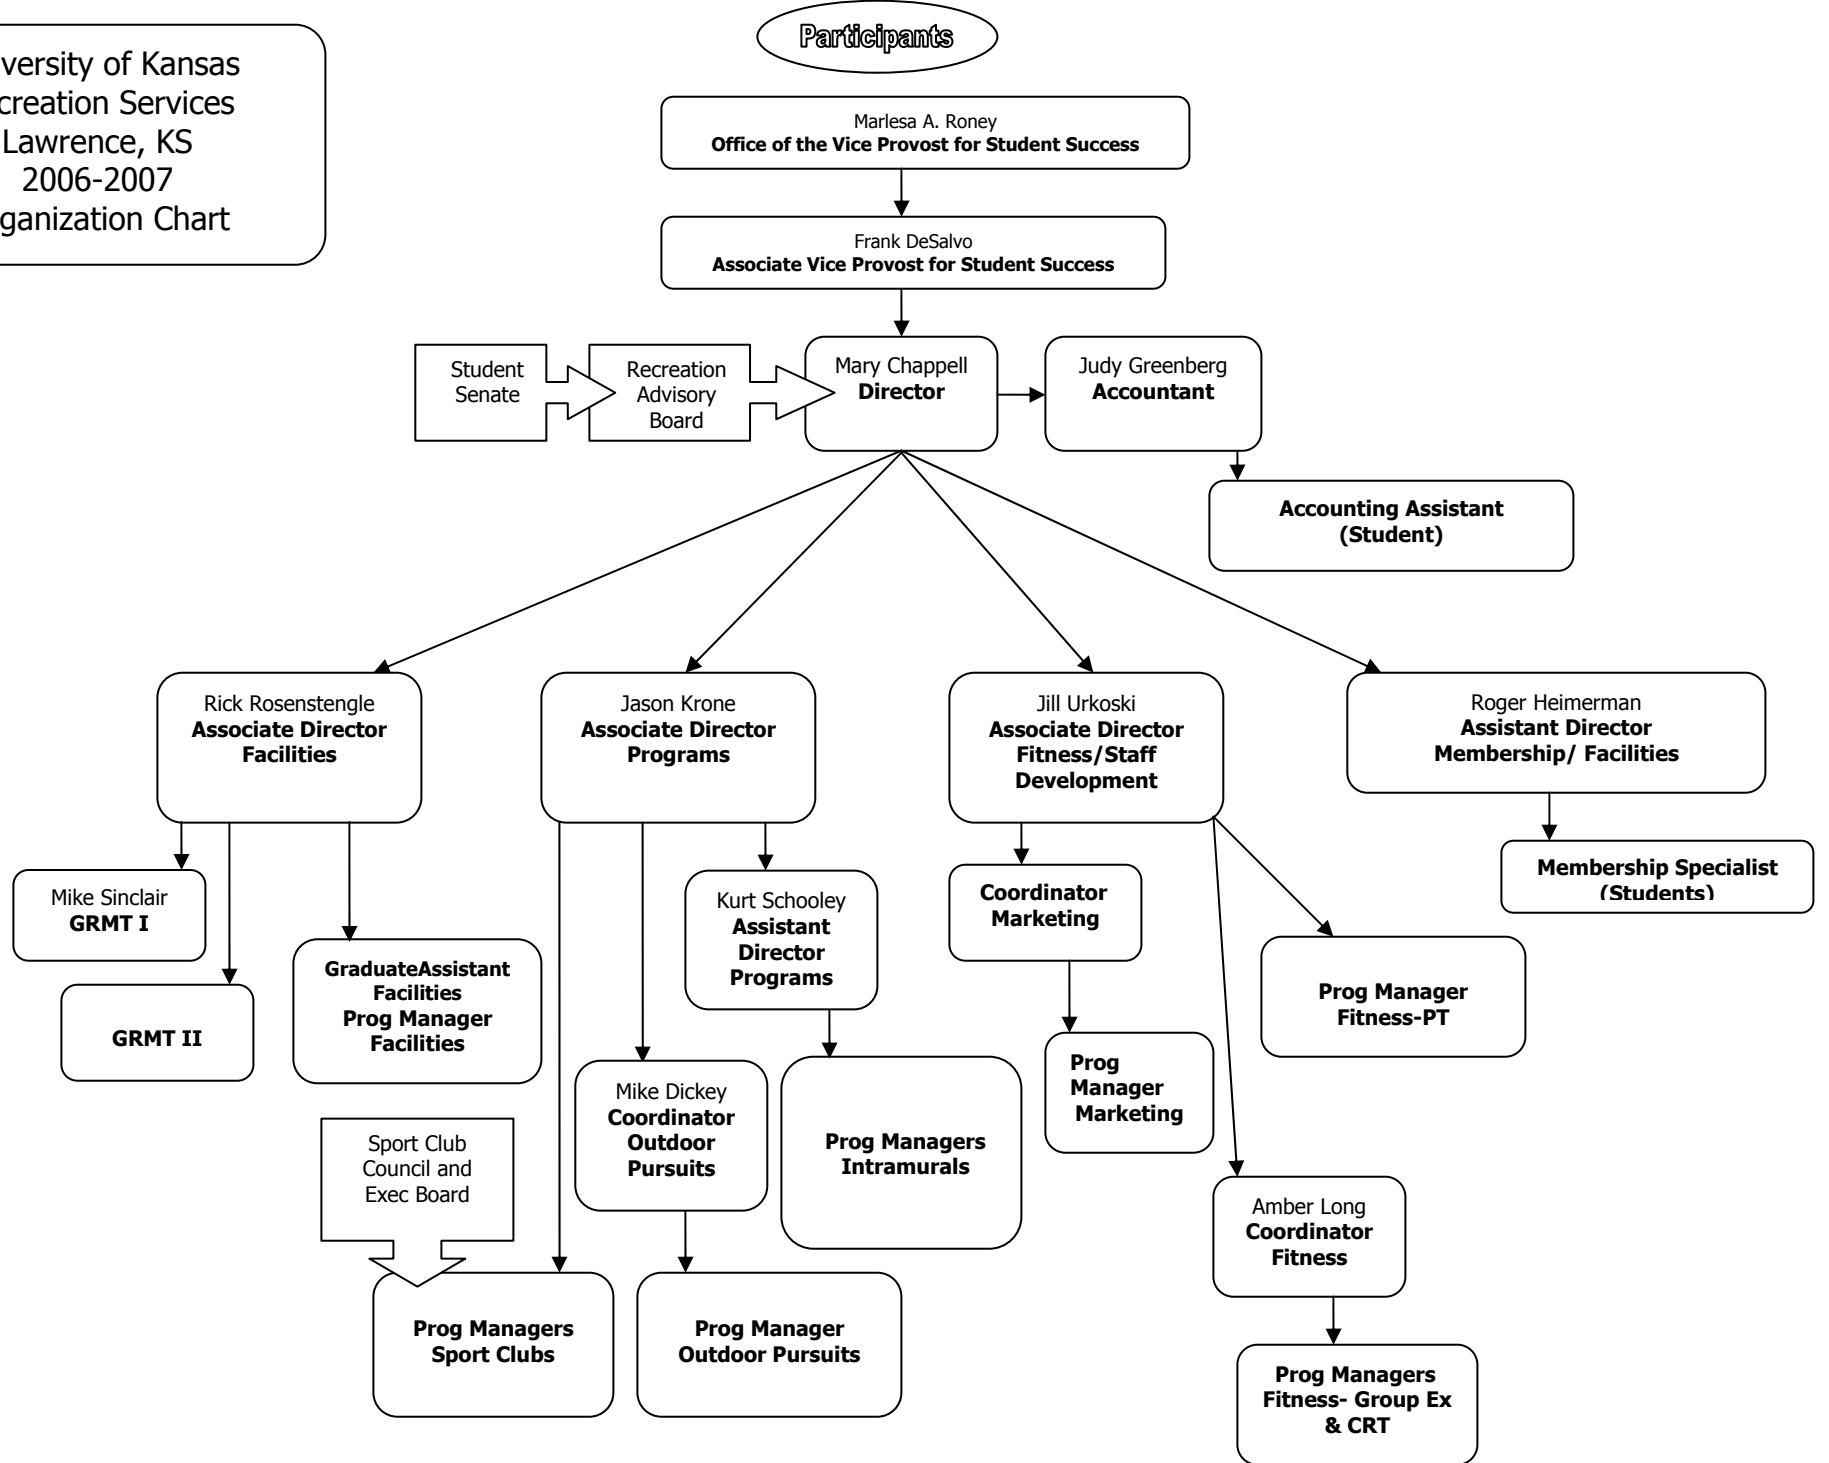 versity of Kansas
creation Services
Lawrence, KS
2006-2007
ganization Chart
Participants
Marlesa A. Roney
Office of the Vice Provost for Student Success
Frank DeSalvo
Associate Vice Provost for Student Success
Student
Senate
Recreation
Advisory
Board
Mary Chappell
Director
Judy Greenberg
Accountant
Accounting Assistant
(Student)
Rick Rosenstengle
Associate Director
Facilities
Jason Krone
Associate Director
Programs
Jill Urkoski
Associate Director
Fitness/Staff
Development
Roger Heimerman
Assistant Director
Membership/ Facilities
Mike Sinclair
GRMT I
GRMT II
GraduateAssistant
Facilities
Prog Manager
Facilities
Kurt Schooley
Assistant
Director
Programs
Coordinator
Marketing
Membership Specialist
(Students)
Prog Manager
Fitness-PT
Mike Dickey
Coordinator
Outdoor
Pursuits
Prog Managers
Intramurals
Prog
Manager
Marketing
Sport Club
Council and
Exec Board
Amber Long
Coordinator
Fitness
Prog Managers
Sport Clubs
Prog Manager
Outdoor Pursuits
Prog Managers
Fitness- Group Ex
& CRT